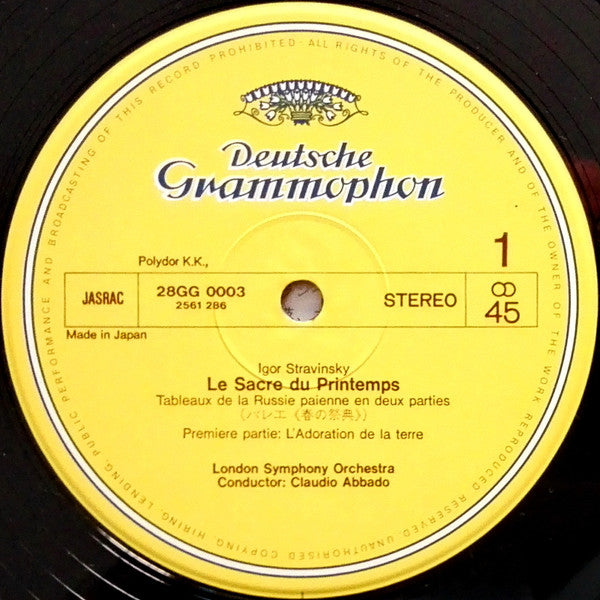 UNAUTHORISED COPYING, HIRING, LENDING, PUBLIC PERFORMANCE AND BROADCASTING OF THIS RECORD PROHIBITED · ALL RIGHTS OF THE PRODUCER AND OF THE OWNER OF THE WORK REPRODUCED
Deutsche
Grammophon
Polydor K.K.,
1
JASRAC
28GG 0003
2561 286
STEREO
45
Made in Japan
Igor Stravinsky
Le Sacre du Printemps
Tableaux de la Russie paienne en deux parties
(バレエ《春の祭典》)
Premiere partie: L'Adoration de la terre
London Symphony Orchestra
Conductor: Claudio Abbado